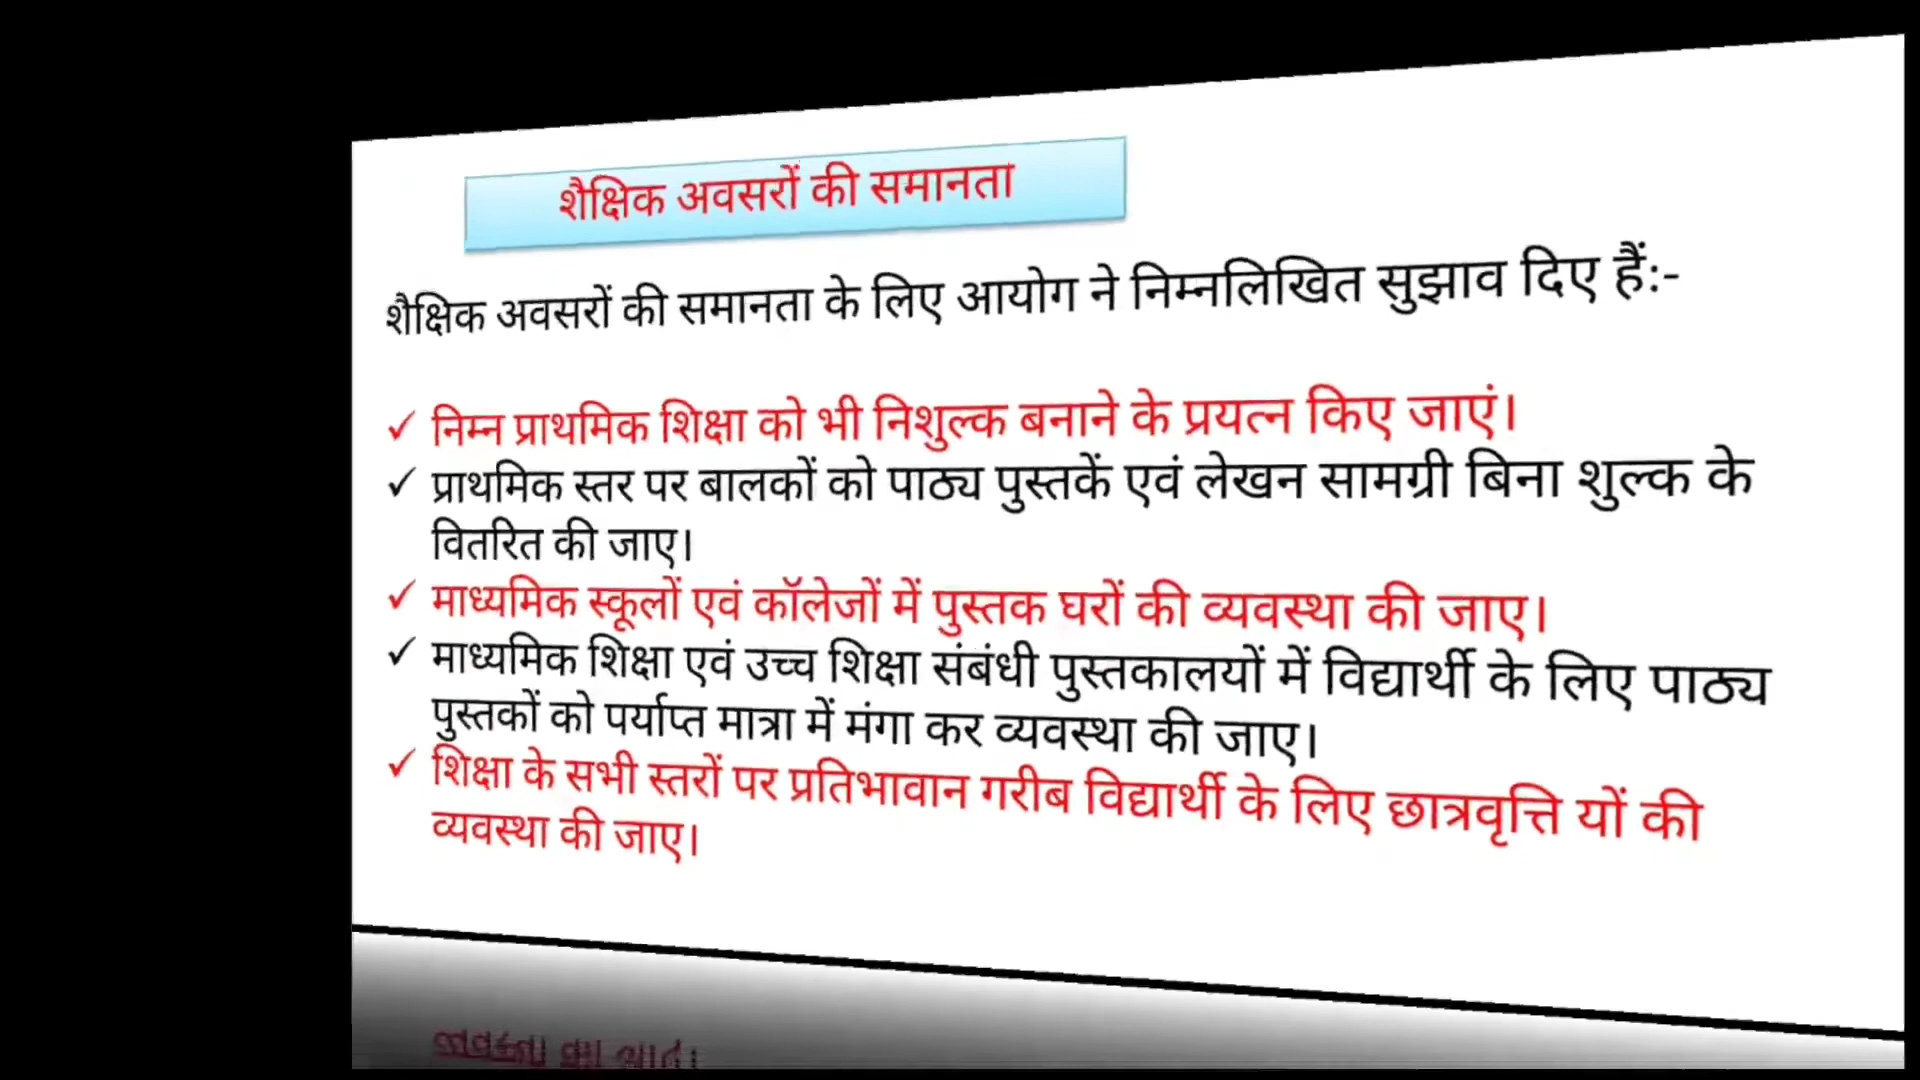 शैक्षिक अवसरों की समानता
शैक्षिक अवसरों की समानता के लिए आयोग ने निम्नलिखित सुझाव दिए हैं:-
✓ निम्न प्राथमिक शिक्षा को भी निशुल्क बनाने के प्रयत्न किए जाएं।
✓ प्राथमिक स्तर पर बालकों को पाठ्य पुस्तकें एवं लेखन सामग्री बिना शुल्क के
वितरित की जाए।
✓ माध्यमिक स्कूलों एवं कॉलेजों में पुस्तक घरों की व्यवस्था की जाए।
✓ माध्यमिक शिक्षा एवं उच्च शिक्षा संबंधी पुस्तकालयों में विद्यार्थी के लिए पाठ्य
पुस्तकों को पर्याप्त मात्रा में मंगा कर व्यवस्था की जाए।
✓ शिक्षा के सभी स्तरों पर प्रतिभावान गरीब विद्यार्थी के लिए छात्रवृत्ति यों की
व्यवस्था की जाए।